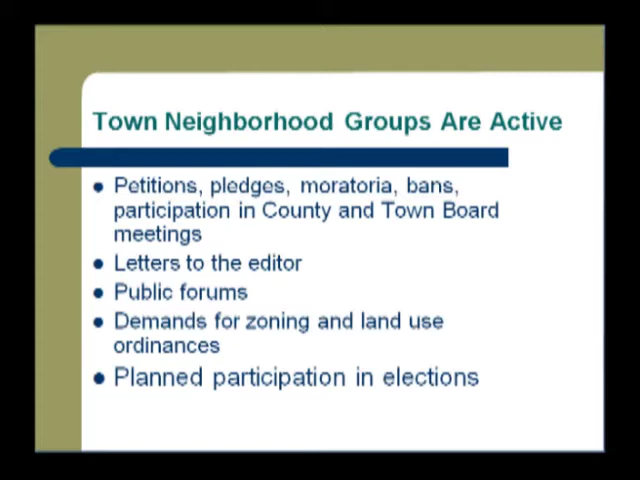 Town Neighborhood Groups Are Active
Petitions, pledges, moratoria, bans,
participation in County and Town Board
meetings
Letters to the editor
Public forums
Demands for zoning and land use
ordinances
Planned participation in elections